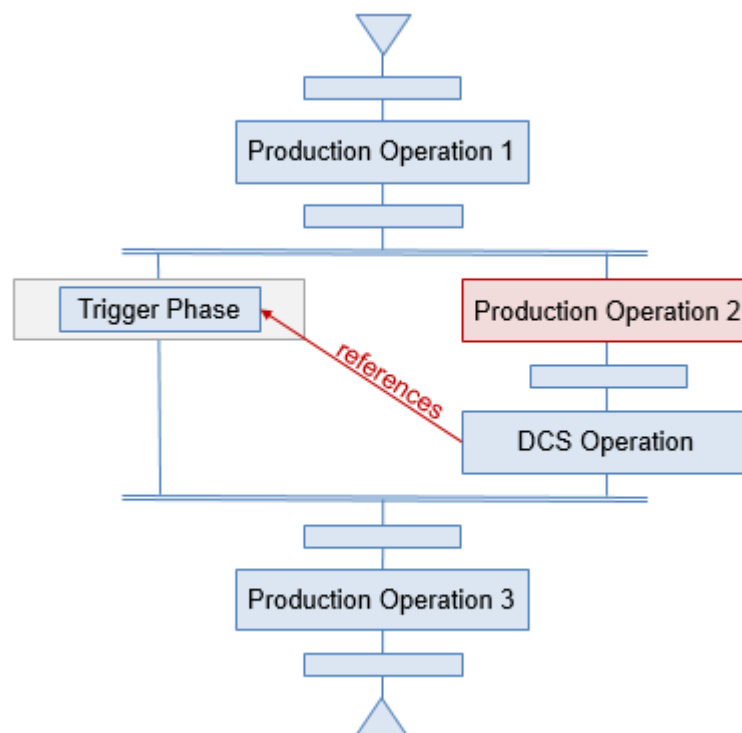 Production Operation 1
Trigger Phase
Production Operation 2
references
DCS Operation
Production Operation 3